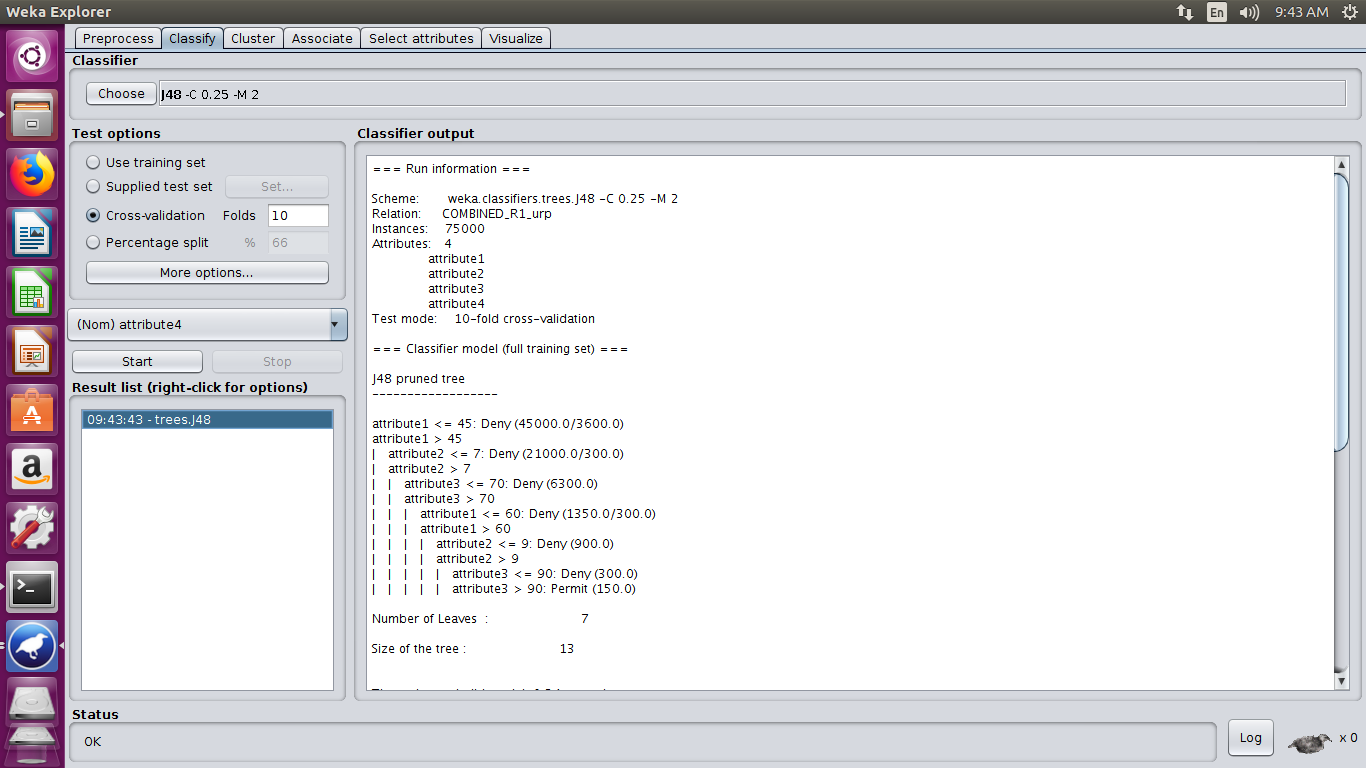 Weka Explorer
En
9:43 AM
Preprocess Classify Cluster Associate Select attributes Visualize
Classifier
Choose J48 -C 0.25 -M 2
Test options
Use training set
Supplied test set Set...
Cross-validation Folds 10
Percentage split % 66
More options...
(Nom) attribute4
Start Stop
Result list (right-click for options)
09:43:43 - trees.J48
Classifier output
=== Run information ===
Scheme: weka.classifiers.trees.J48 -C 0.25 -M 2
Relation: COMBINED_R1_urp
Instances: 75000
Attributes: 4
attribute1
attribute2
attribute3
attribute4
Test mode: 10-fold cross-validation
=== Classifier model (full training set) ===
J48 pruned tree
------------------
attribute1 <= 45: Deny (45000.0/3600.0)
attribute1 > 45
| attribute2 <= 7: Deny (21000.0/300.0)
| attribute2 > 7
| | attribute3 <= 70: Deny (6300.0)
| | attribute3 > 70
| | | attribute1 <= 60: Deny (1350.0/300.0)
| | | attribute1 > 60
| | | | attribute2 <= 9: Deny (900.0)
| | | | attribute2 > 9
| | | | | attribute3 <= 90: Deny (300.0)
| | | | | attribute3 > 90: Permit (150.0)
Number of Leaves : 7
Size of the tree : 13
Status
OK
Log
x 0